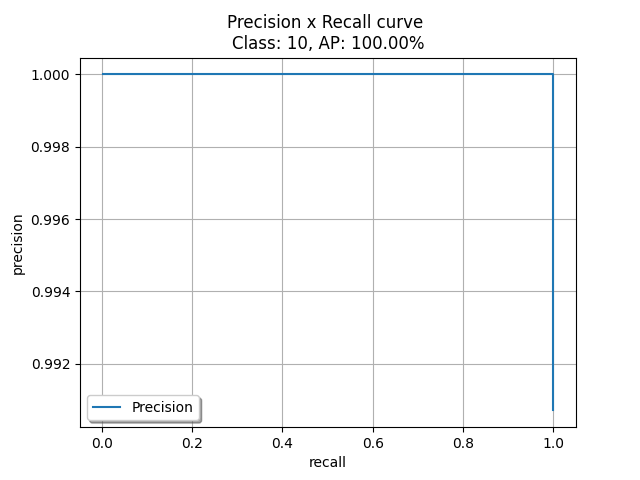 Precision x Recall curve
Class: 10, AP: 100.00%
1.000
0.998
0.996
0.994
0.992
precision
Precision
0.0 0.2 0.4 0.6 0.8 1.0
recall